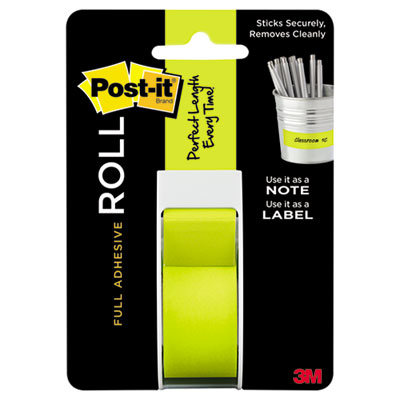 Sticks Securely,
Removes Cleanly
Post-it
Brand
Perfect Length
Every Time!
FULL ADHESIVE
ROLL
Use it as a
NOTE
Use it as a
LABEL
3M